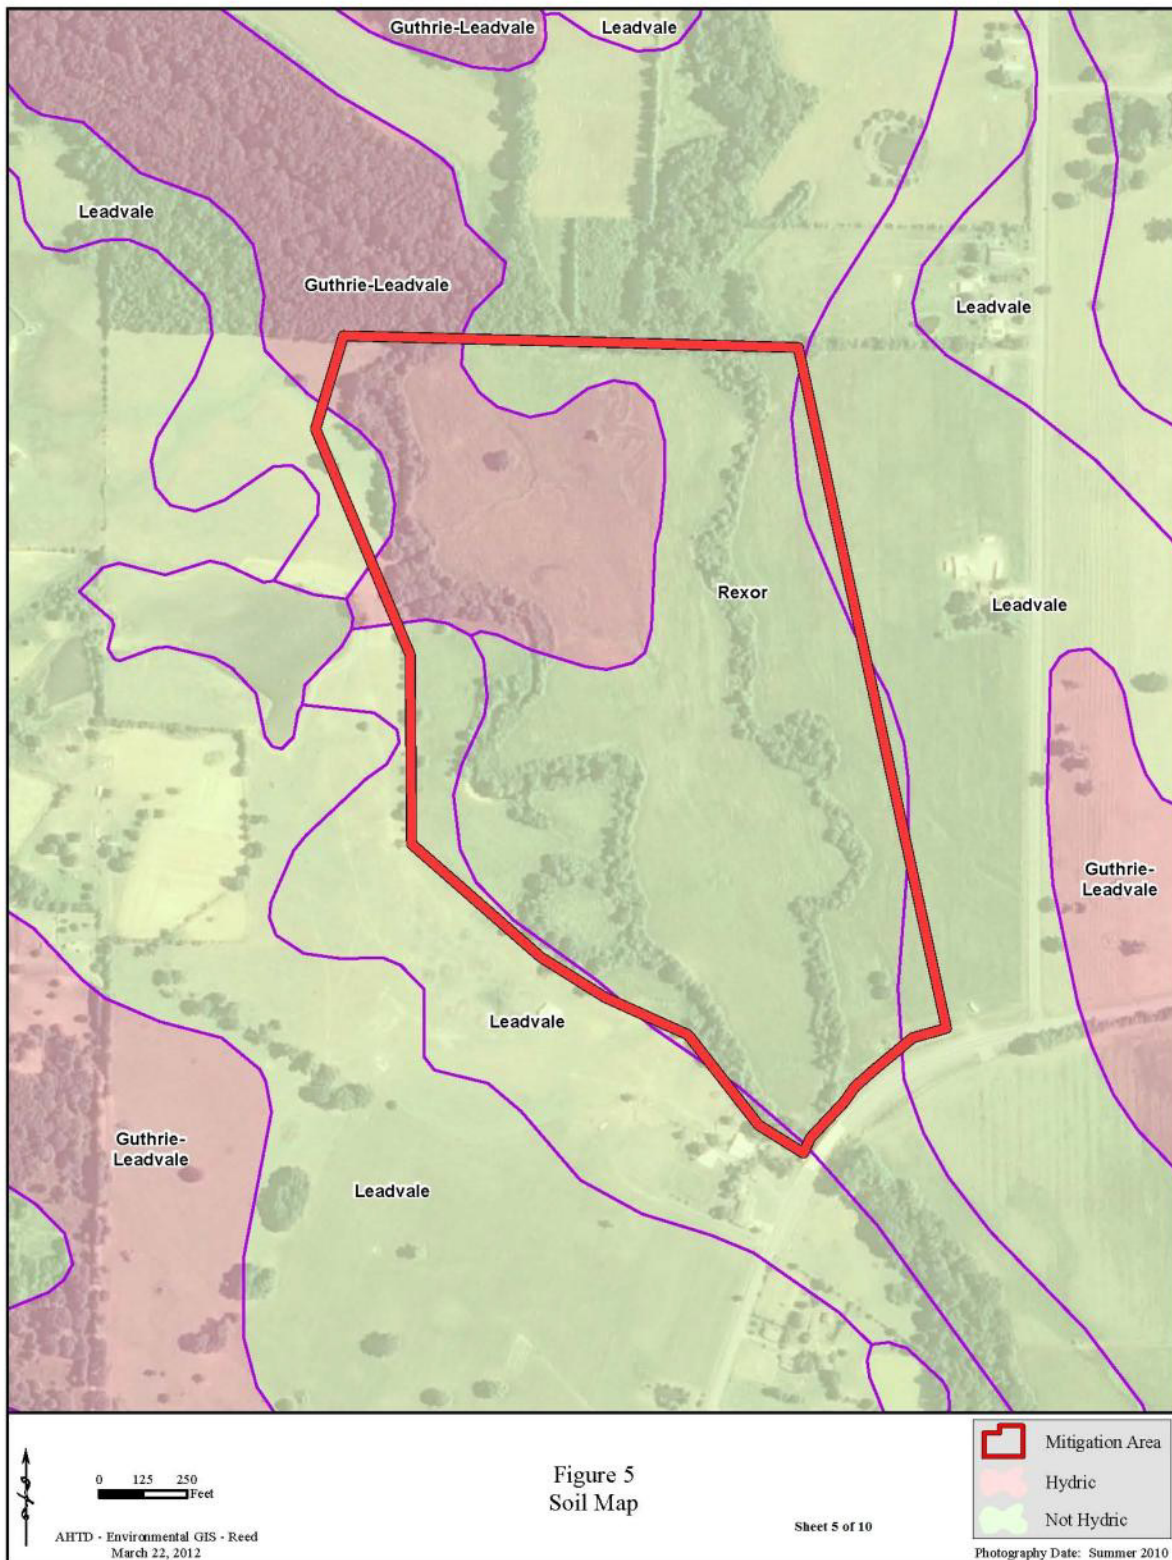 Guthrie-Leadvale
Leadvale
Leadvale
Guthrie-Leadvale
Leadvale
Rexor
Leadvale
Guthrie-
Leadvale
Leadvale
Guthrie-
Leadvale
Leadvale
0 125 250
Feet
AHTD - Environmental GIS - Reed
March 22, 2012
Figure 5
Soil Map
Sheet 5 of 10
Mitigation Area
Hydric
Not Hydric
Photography Date: Summer 2010